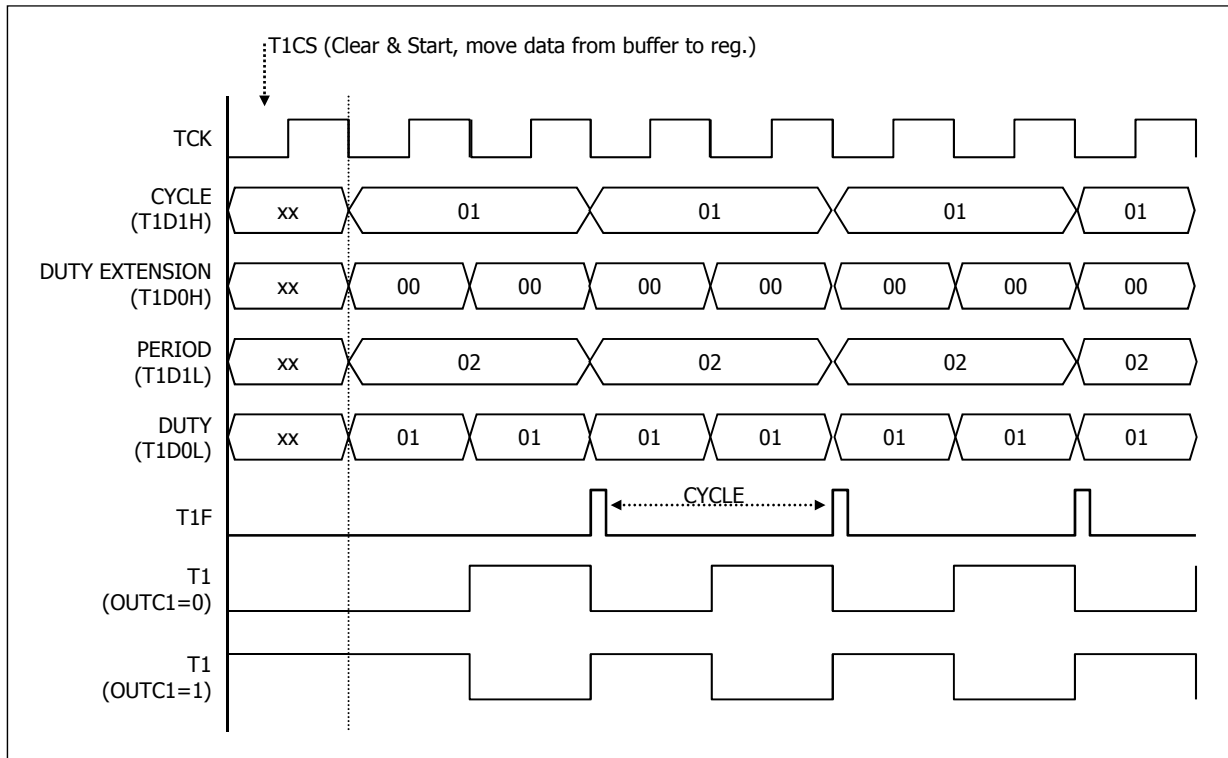 T1CS (Clear & Start, move data from buffer to reg.)
TCK
CYCLE
(T1D1H)
xx 01 01 01 01
DUTY EXTENSION
(T1D0H)
xx 00 00 00 00 00 00 00
PERIOD
(T1D1L)
xx 02 02 02 02
DUTY
(T1D0L)
xx 01 01 01 01 01 01 01
T1F
CYCLE
T1
(OUTC1=0)
T1
(OUTC1=1)